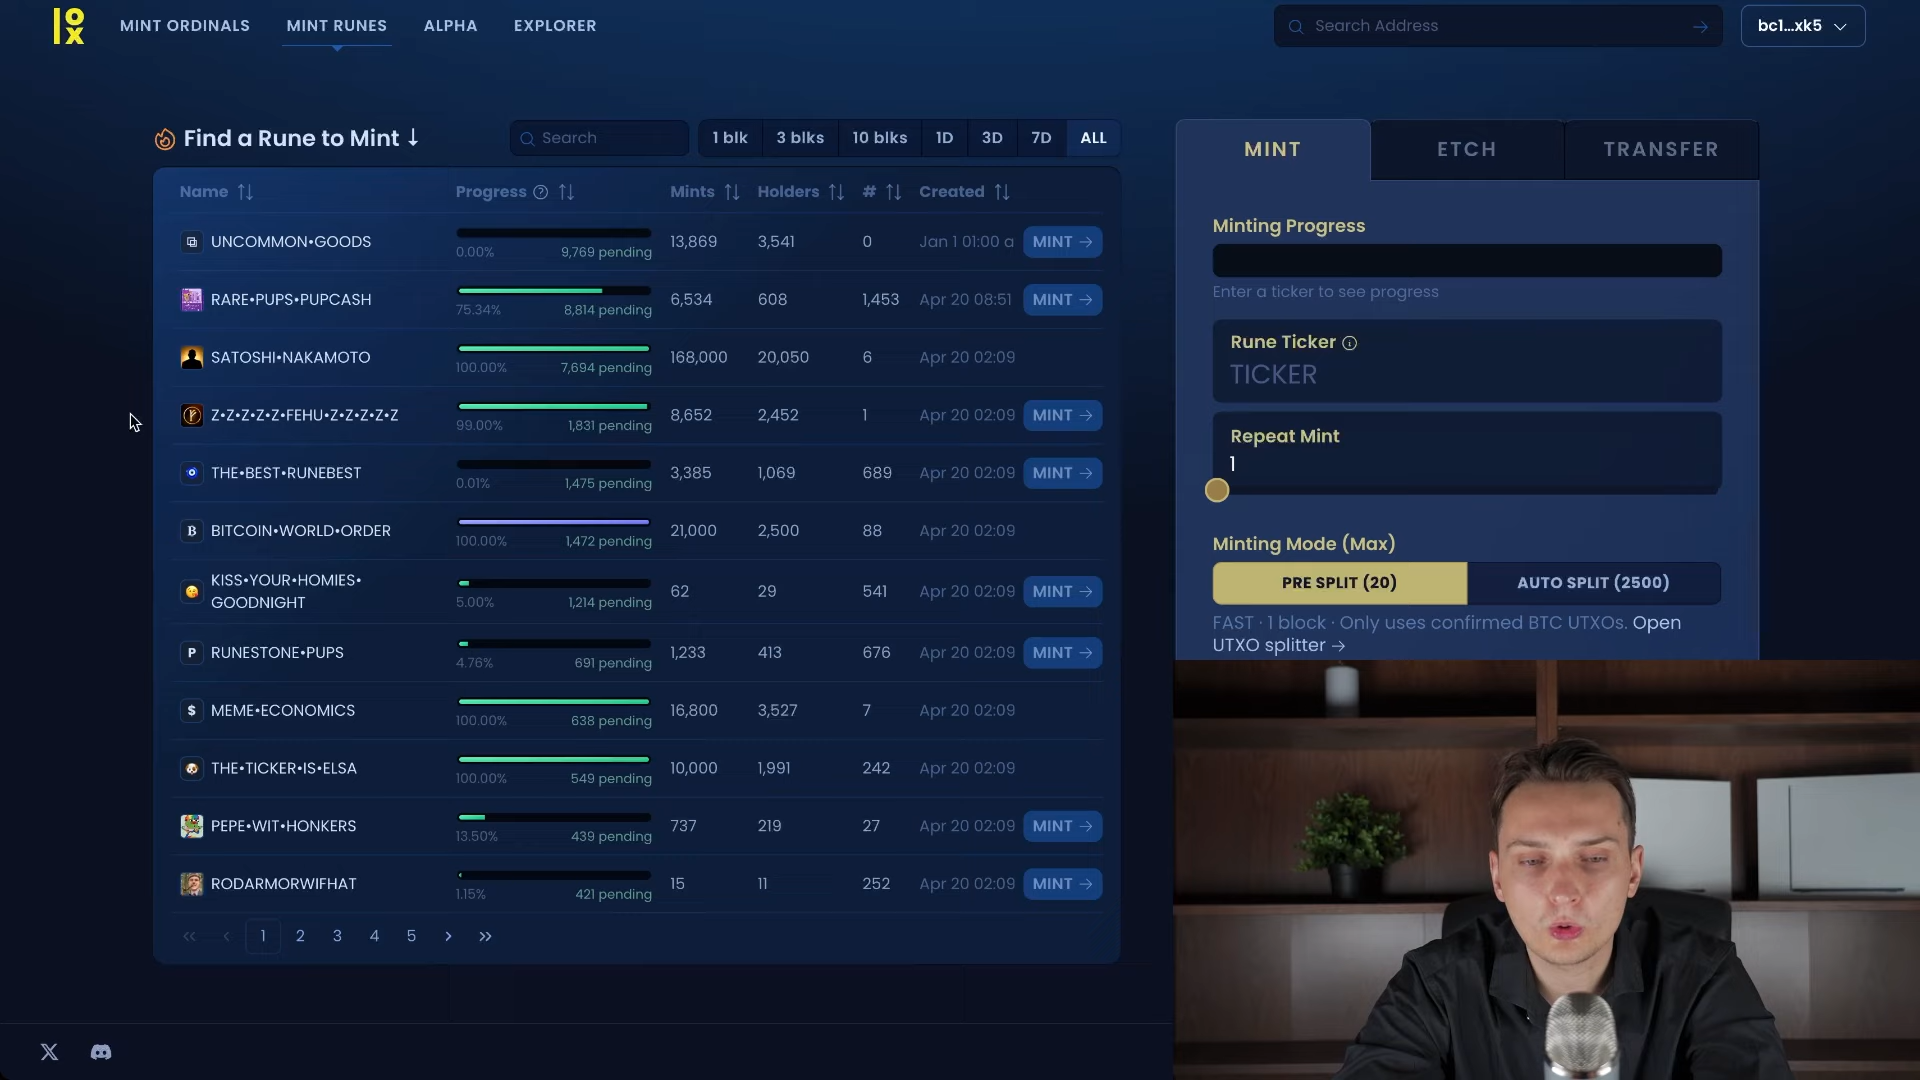 lo
ox
MINT ORDINALS MINT RUNES ALPHA EXPLORER
Search Address
bc1...xk5
Find a Rune to Mint ↓
Search
1 blk 3 blks 10 blks 1D 3D 7D ALL
Name Progress Mints Holders # Created
UNCOMMON•GOODS 0.00% 9,769 pending 13,869 3,541 0 Jan 1 01:00 a MINT →
RARE•PUPS•PUPCASH 75.34% 8,814 pending 6,534 608 1,453 Apr 20 08:51 MINT →
SATOSHI•NAKAMOTO 100.00% 7,694 pending 168,000 20,050 6 Apr 20 02:09
Z•Z•Z•Z•Z•FEHU•Z•Z•Z•Z•Z 99.00% 1,831 pending 8,652 2,452 1 Apr 20 02:09 MINT →
THE•BEST•RUNEBEST 0.01% 1,475 pending 3,385 1,069 689 Apr 20 02:09 MINT →
B BITCOIN•WORLD•ORDER 100.00% 1,472 pending 21,000 2,500 88 Apr 20 02:09
KISS•YOUR•HOMIES•
GOODNIGHT 5.00% 1,214 pending 62 29 541 Apr 20 02:09 MINT →
P RUNESTONE•PUPS 4.76% 691 pending 1,233 413 676 Apr 20 02:09 MINT →
$ MEME•ECONOMICS 100.00% 638 pending 16,800 3,527 7 Apr 20 02:09
THE•TICKER•IS•ELSA 100.00% 549 pending 10,000 1,991 242 Apr 20 02:09
PEPE•WIT•HONKERS 13.50% 439 pending 737 219 27 Apr 20 02:09 MINT →
RODARMORWIFHAT 1.15% 421 pending 15 11 252 Apr 20 02:09 MINT →
« ‹ 1 2 3 4 5 › »
MINT ETCH TRANSFER
Minting Progress
Enter a ticker to see progress
Rune Ticker
TICKER
Repeat Mint
1
Minting Mode (Max)
PRE SPLIT (20) AUTO SPLIT (2500)
FAST · 1 block · Only uses confirmed BTC UTXOs. Open
UTXO splitter →